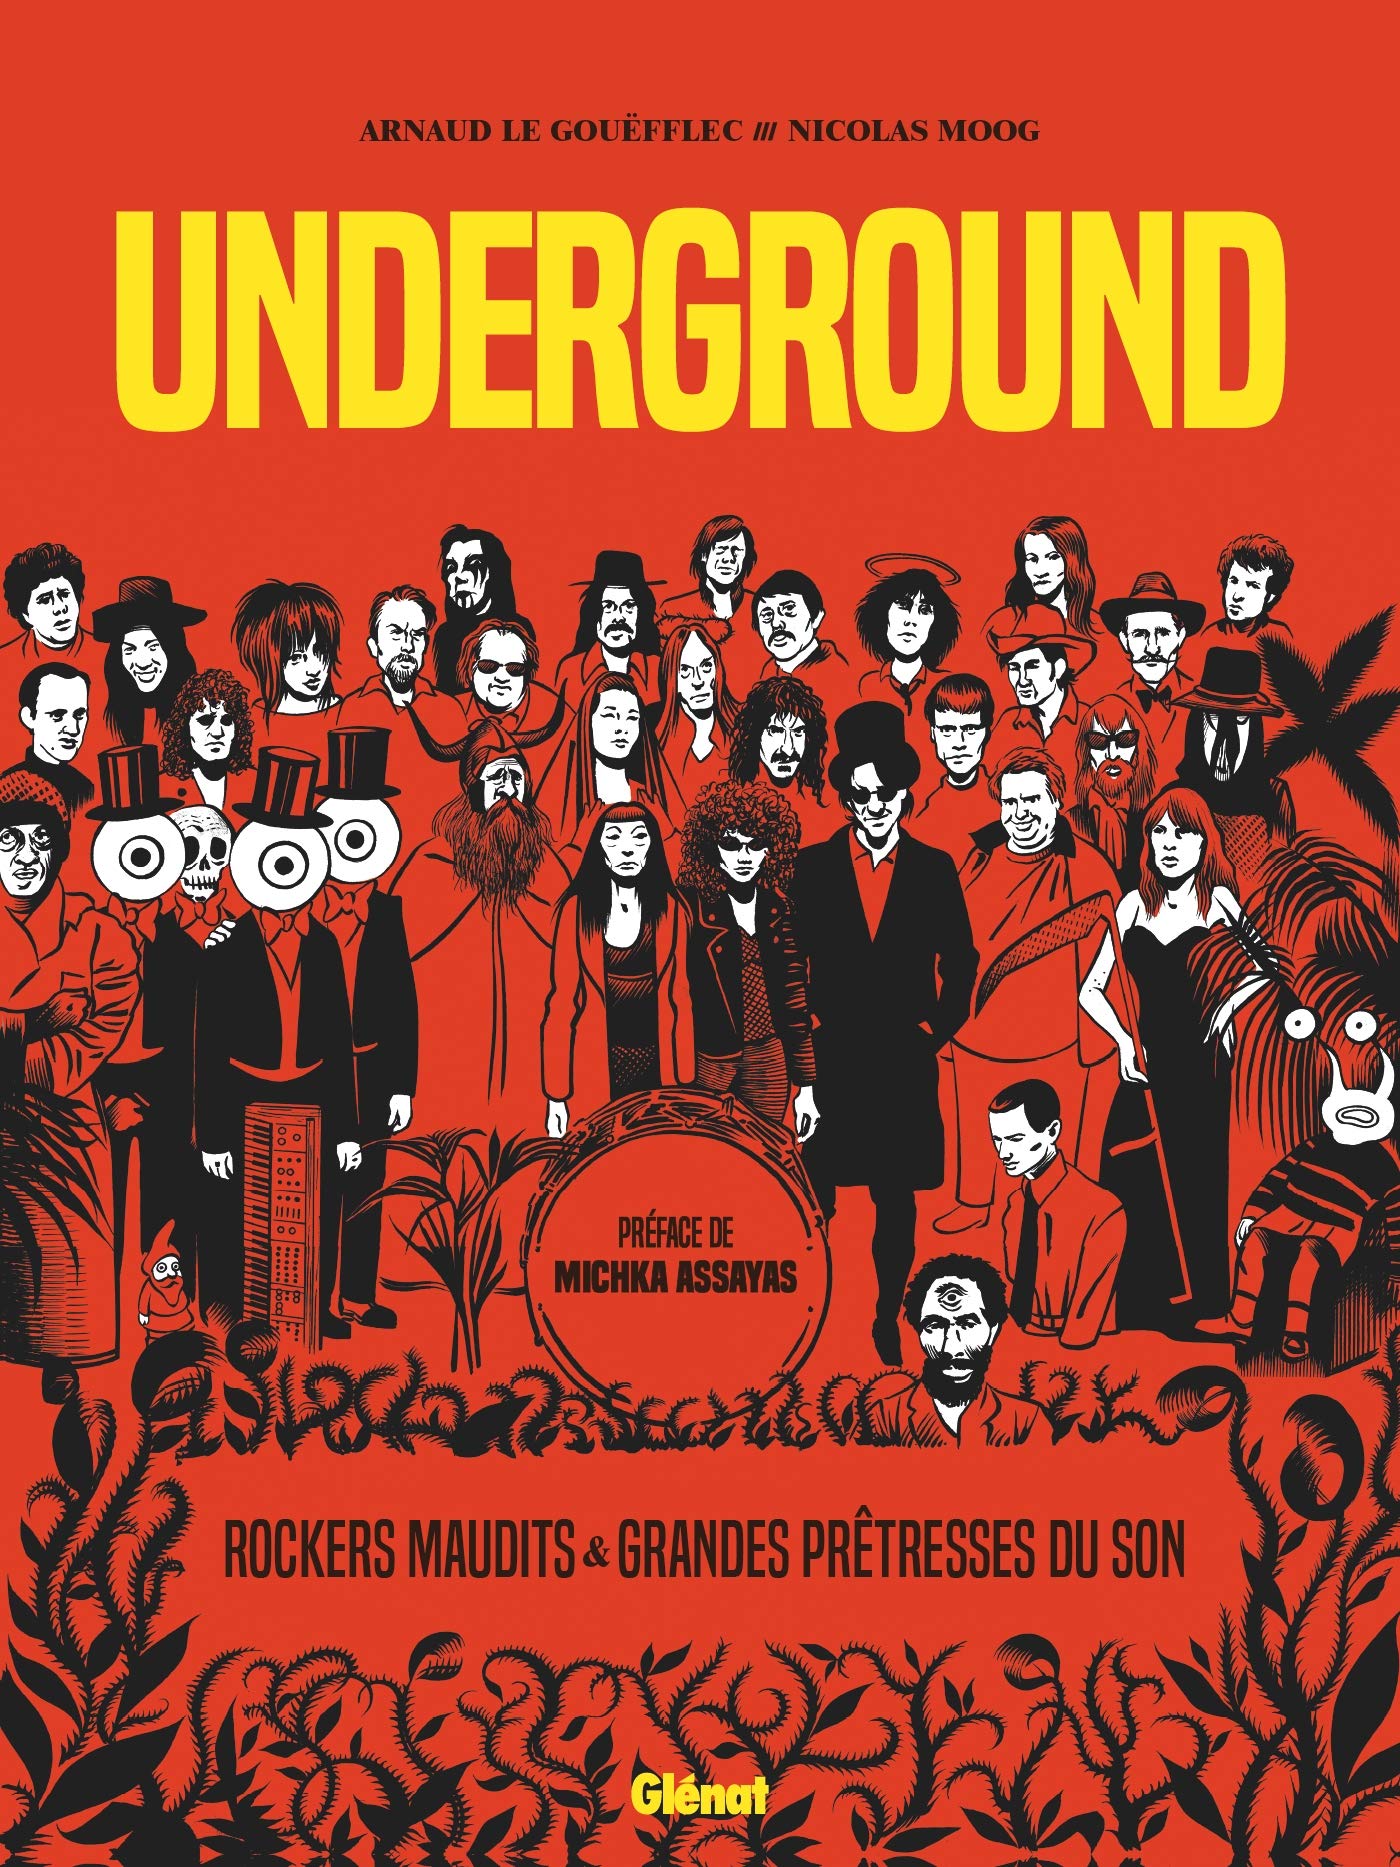 ARNAUD LE GOUËFFLEC /// NICOLAS MOOG
UNDERGROUND
PRÉFACE DE
MICHKA ASSAYAS
ROCKERS MAUDITS & GRANDES PRÊTRESSES DU SON
Glénat